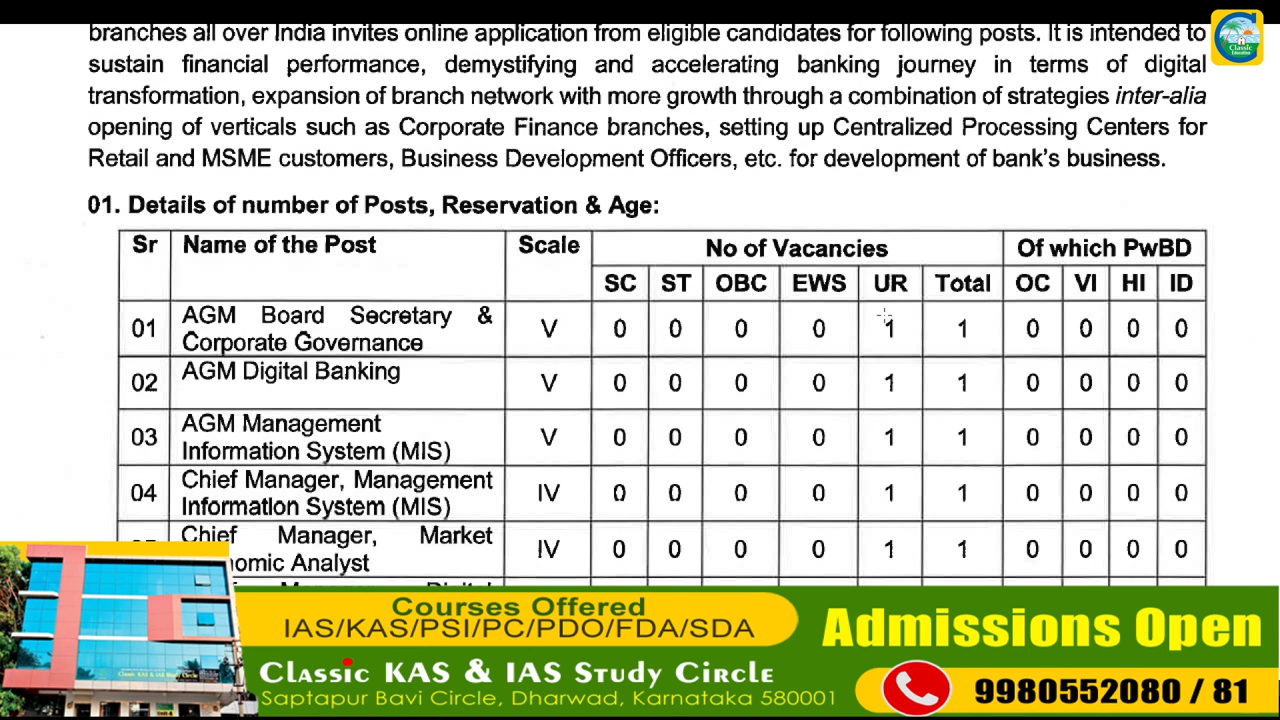 branches all over India invites online application from eligible candidates for following posts. It is intended to
sustain financial performance, demystifying and accelerating banking journey in terms of digital
transformation, expansion of branch network with more growth through a combination of strategies inter-alia
opening of verticals such as Corporate Finance branches, setting up Centralized Processing Centers for
Retail and MSME customers, Business Development Officers, etc. for development of bank's business.
Classic
Education
01. Details of number of Posts, Reservation & Age:
Sr Name of the Post Scale No of Vacancies Of which PwBD
SC ST OBC EWS UR Total OC VI HI ID
01 AGM Board Secretary & Corporate Governance V 0 0 0 0 1 1 0 0 0 0
02 AGM Digital Banking V 0 0 0 0 1 1 0 0 0 0
03 AGM Management Information System (MIS) V 0 0 0 0 1 1 0 0 0 0
04 Chief Manager, Management Information System (MIS) IV 0 0 0 0 1 1 0 0 0 0
Chief Manager, Market Analyst IV 0 0 0 0 1 1 0 0 0 0
Courses Offered
IAS/KAS/PSI/PC/PDO/FDA/SDA
Classic KAS & IAS Study Circle
Saptapur Bavi Circle, Dharwad, Karnataka 580001
Admissions Open
9980552080 / 81